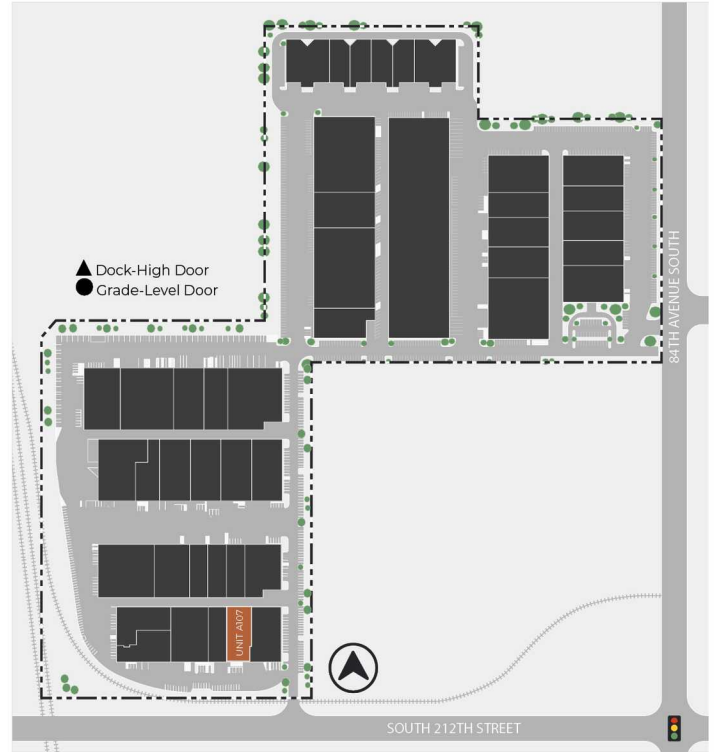 Dock-High Door
Grade-Level Door
84TH AVENUE SOUTH
UNIT A107
SOUTH 212TH STREET